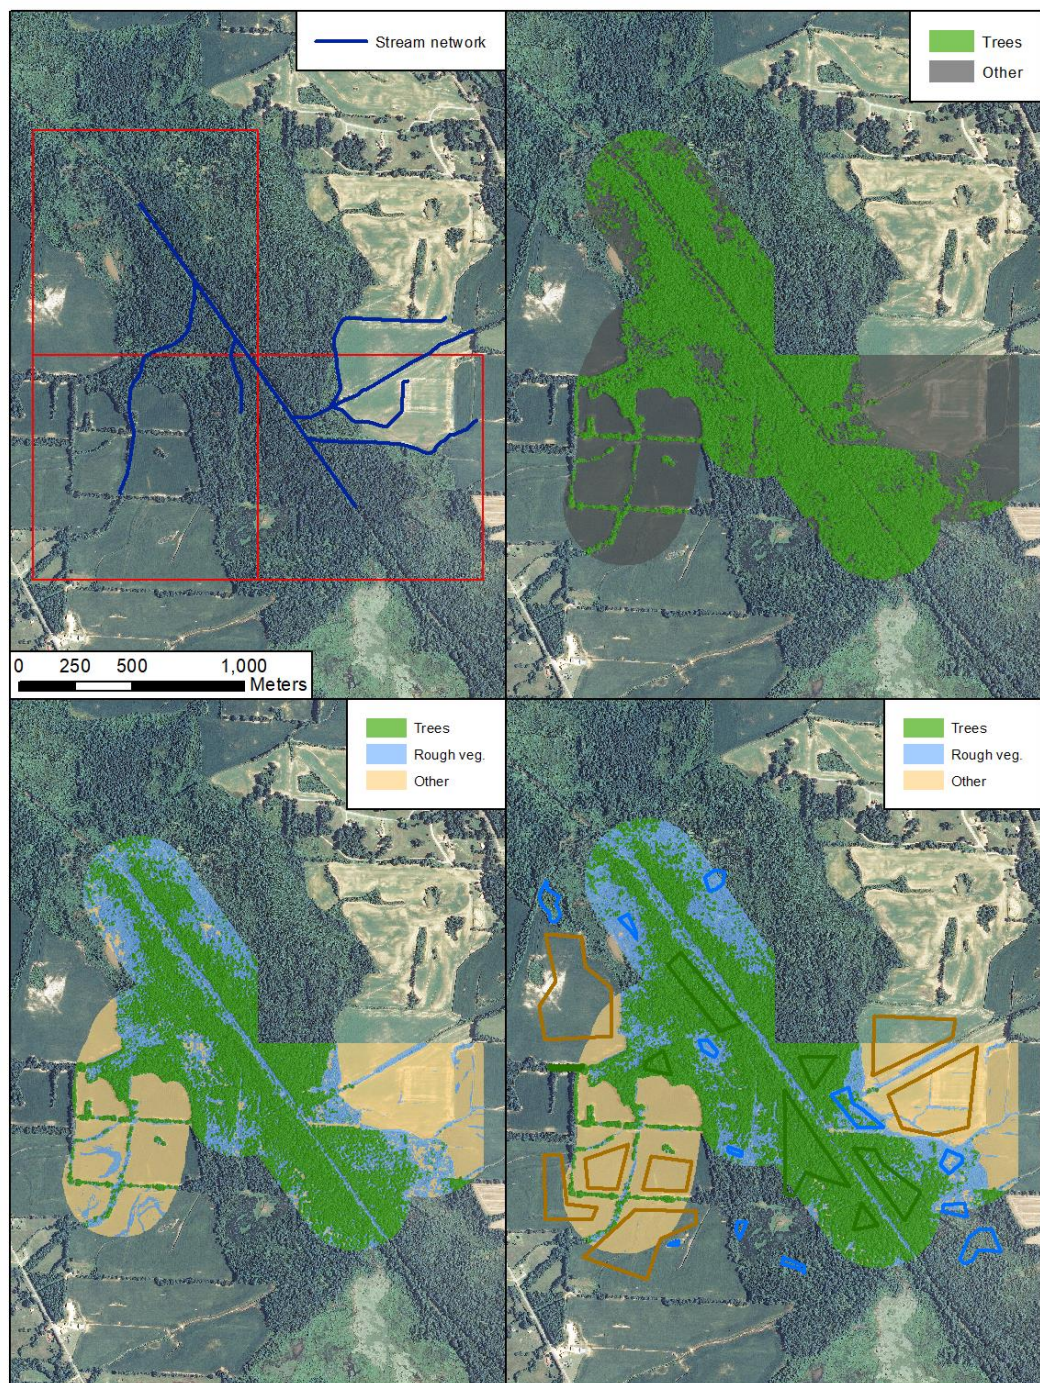 Stream network
Trees
Other
0 250 500 1,000
Meters
Trees
Rough veg.
Other
Trees
Rough veg.
Other